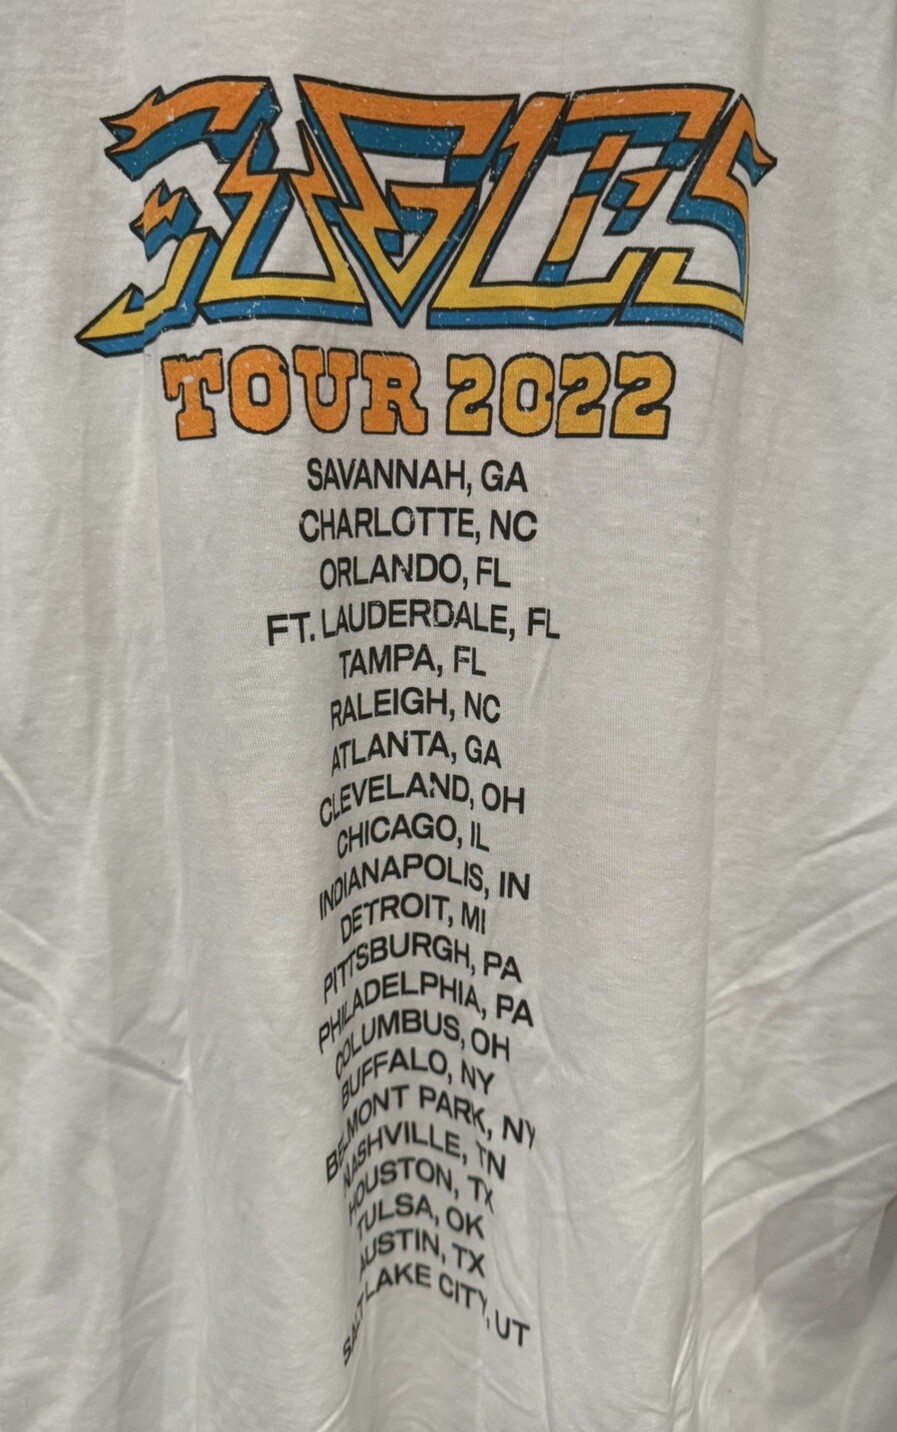 EAGLES
TOUR 2022
SAVANNAH, GA
CHARLOTTE, NC
ORLANDO, FL
FT. LAUDERDALE, FL
TAMPA, FL
RALEIGH, NC
ATLANTA, GA
CLEVELAND, OH
CHICAGO, IL
INDIANAPOLIS, IN
DETROIT, MI
PITTSBURGH, PA
PHILADELPHIA, PA
COLUMBUS, OH
BUFFALO, NY
BELMONT PARK, NY
NASHVILLE, TN
HOUSTON, TX
TULSA, OK
AUSTIN, TX
SALT LAKE CITY, UT